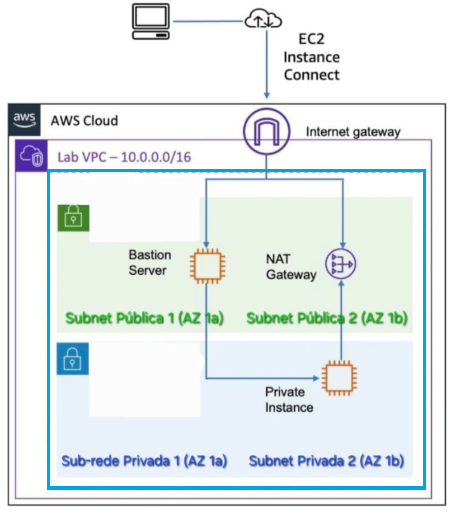 EC2
Instance
Connect
aws
AWS Cloud
Internet gateway
Lab VPC – 10.0.0.0/16
Bastion
Server
NAT
Gateway
Subnet Pública 1 (AZ 1a)
Subnet Pública 2 (AZ 1b)
Private
Instance
Sub-rede Privada 1 (AZ 1a)
Subnet Privada 2 (AZ 1b)